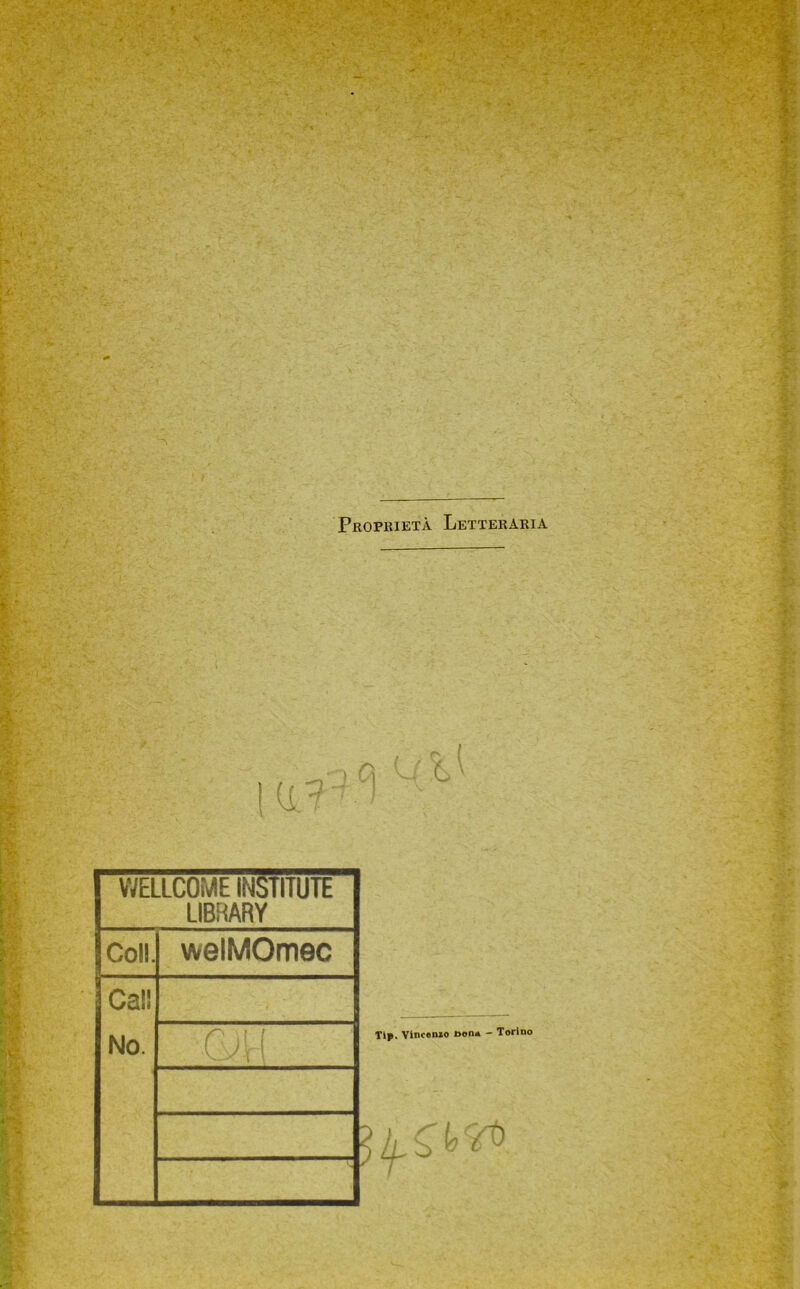 Proprietà Letteraria
WELLCOME INSTITUTE
LIBRARY
Coll. welMOmec
Call
No. QH
Tip. Vincenzo Bona - Torino